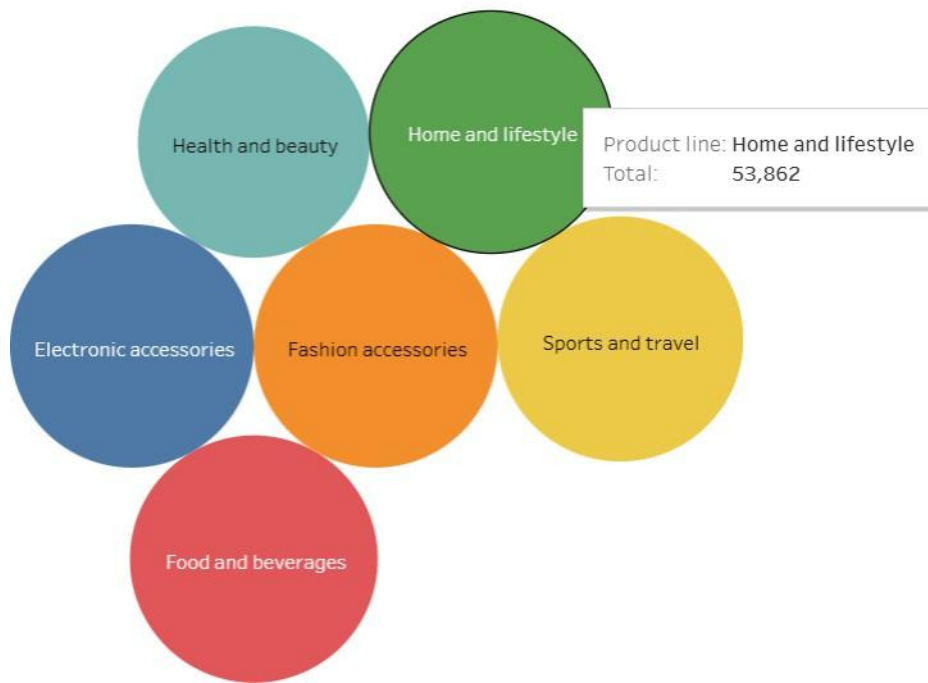 Health and beauty
Home and lifestyle
Product line: Home and lifestyle
Total: 53,862
Electronic accessories
Fashion accessories
Sports and travel
Food and beverages